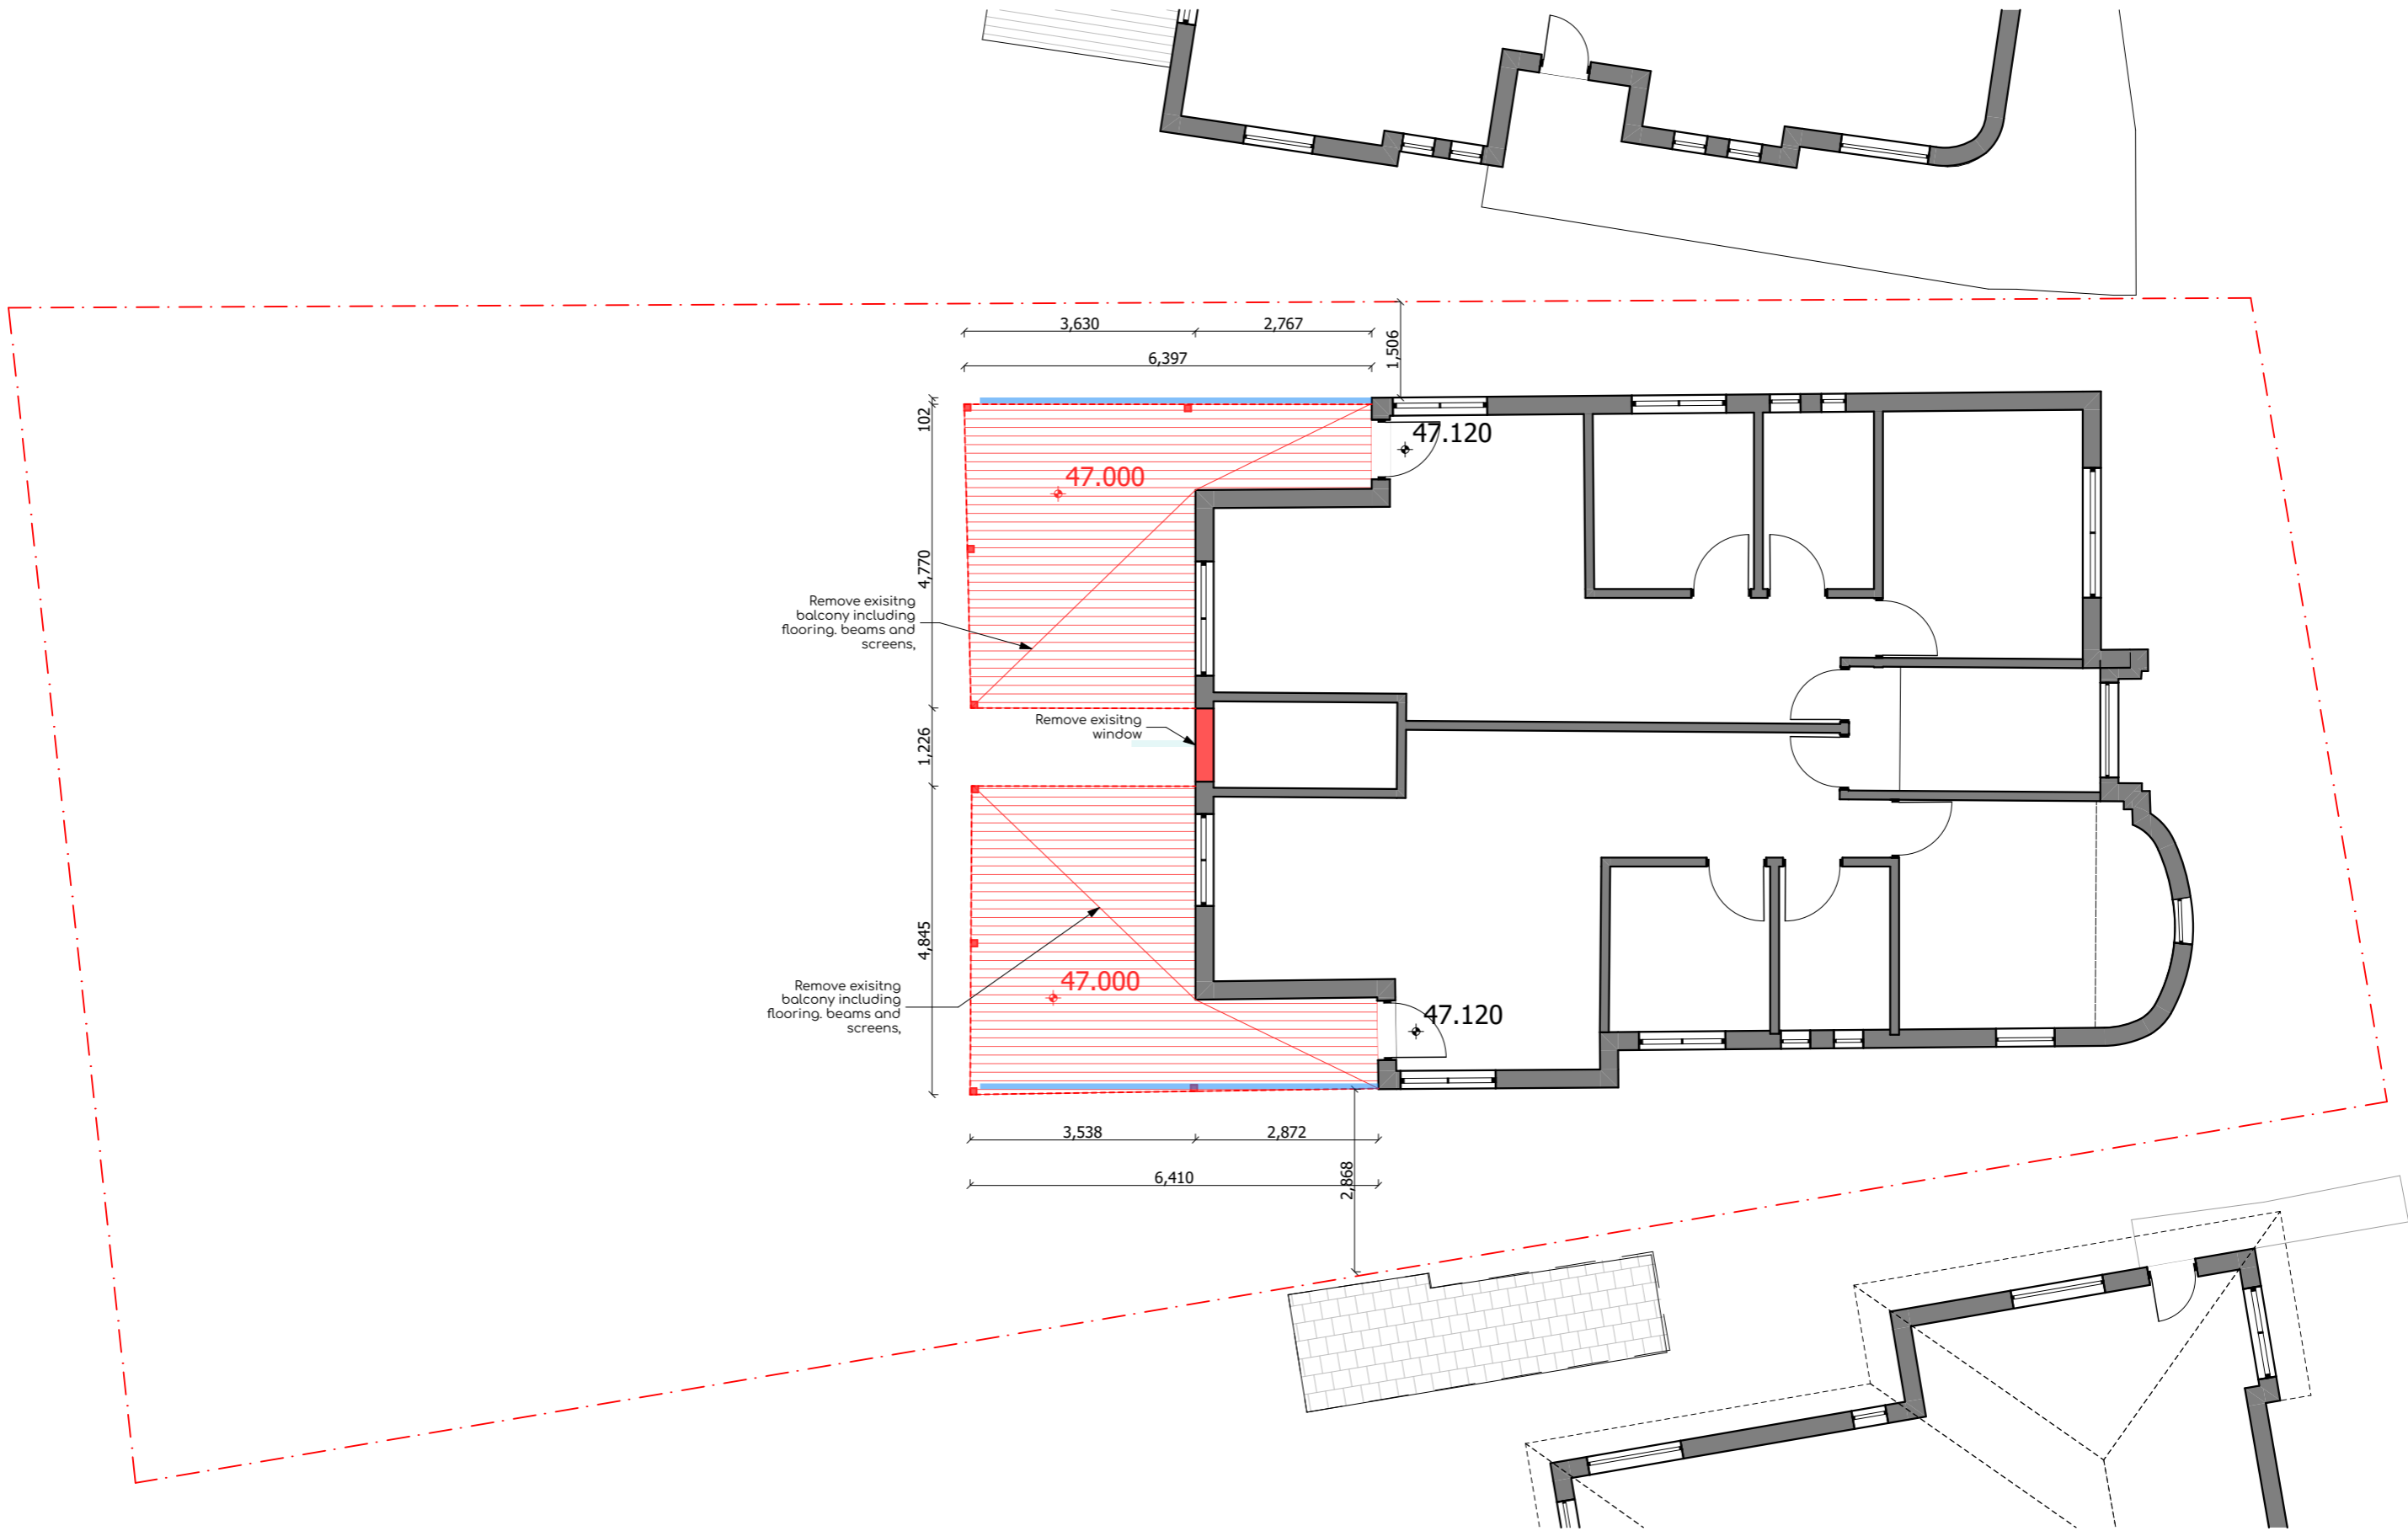 3,630
2,767
6,397
1,506
102
47.120
47.000
4,770
Remove exisitng
balcony including
flooring. beams and
screens,
Remove exisitng
window
1,226
4,845
Remove exisitng
balcony including
flooring. beams and
screens,
47.000
47.120
3,538
2,872
6,410
2,868